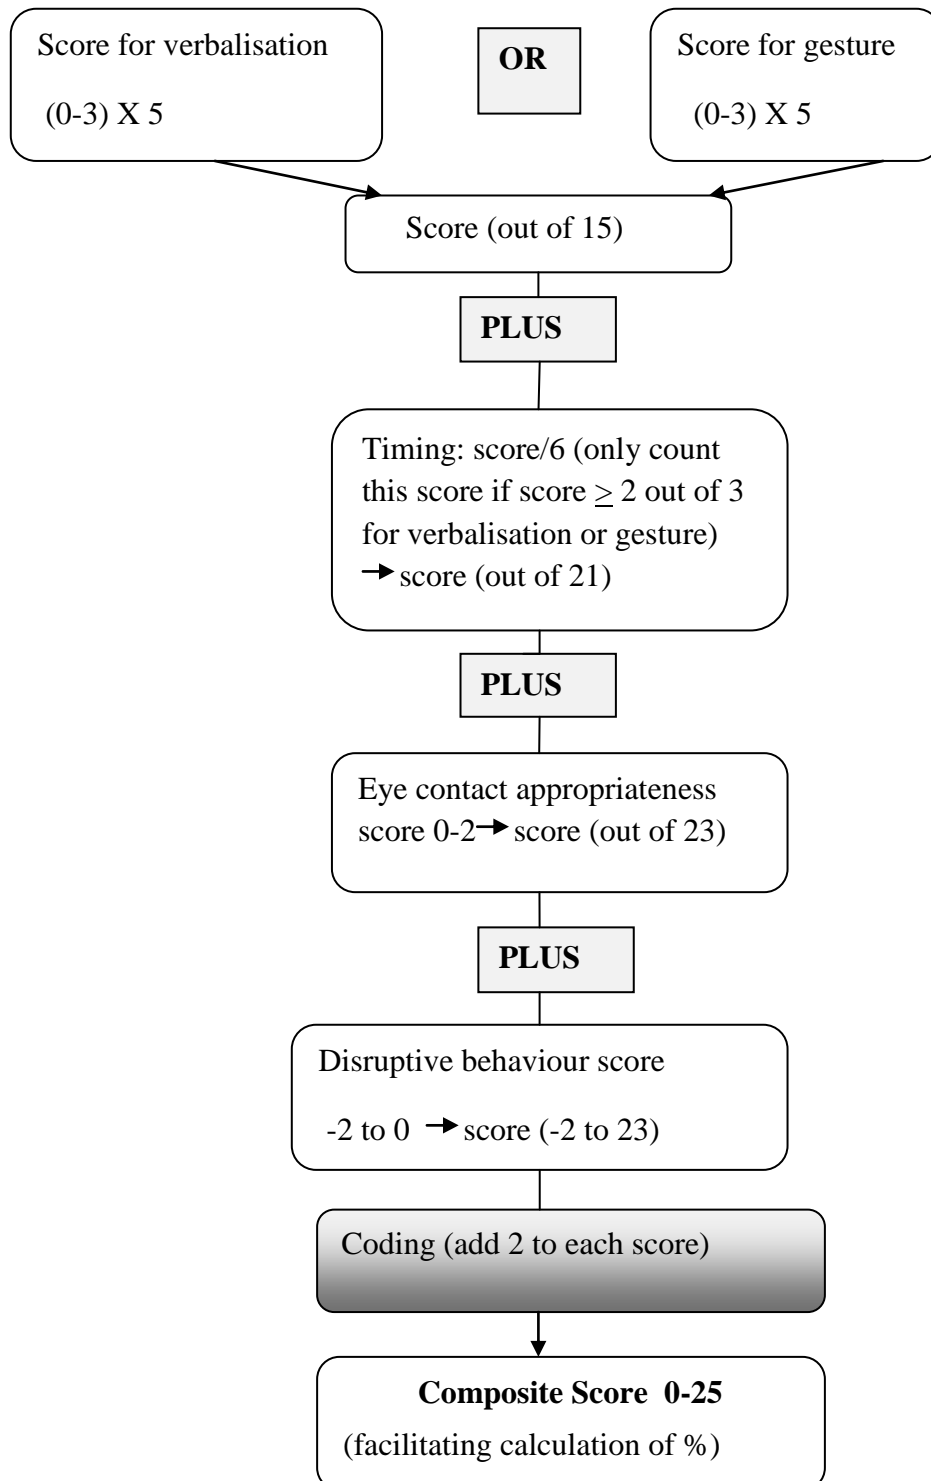 Score for verbalisation
(0-3) X 5
OR
Score for gesture
(0-3) X 5
Score (out of 15)
PLUS
Timing: score/6 (only count
this score if score ≥ 2 out of 3
for verbalisation or gesture)
→ score (out of 21)
PLUS
Eye contact appropriateness
score 0-2→ score (out of 23)
PLUS
Disruptive behaviour score
-2 to 0 → score (-2 to 23)
Coding (add 2 to each score)
Composite Score 0-25
(facilitating calculation of %)